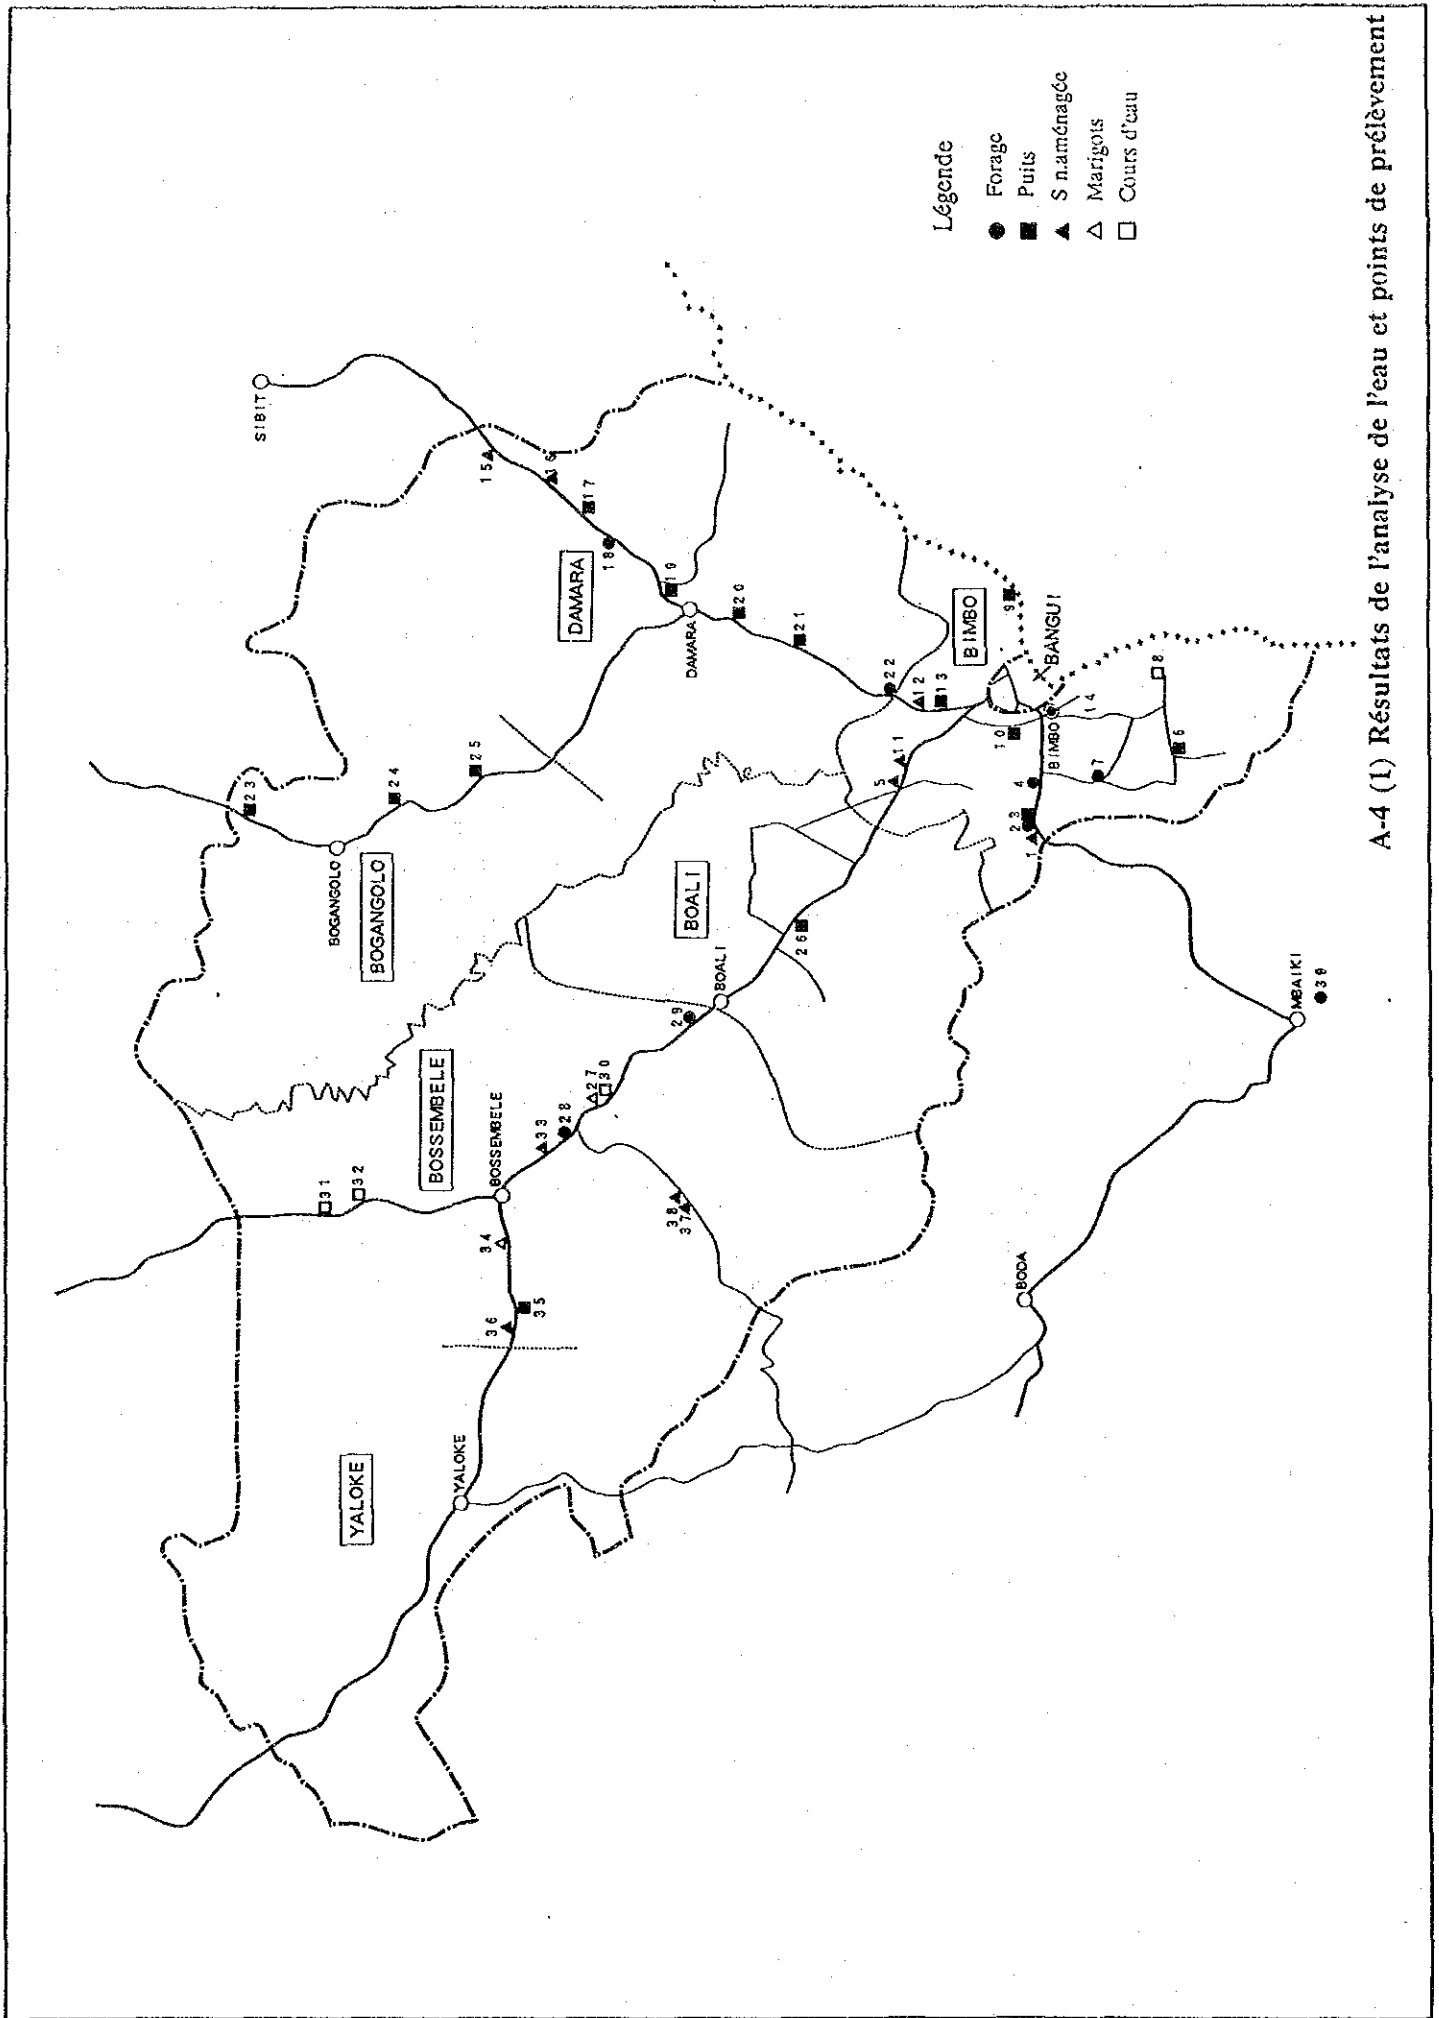 SIBIT
15
16
17
18
DAMARA
19
DAMARA
20
21
22
12
13
BIMBO
9
BANGUI
BIMBO
14
10
8
6
7
4
23
1
11
5
23
24
25
BOGANGOLO
BOGANGOLO
BOALI
26
BOALI
29
30
27
28
33
BOSSEMBELE
BOSSEMBELE
31
32
34
35
36
38
37
YALOKE
YALOKE
BODA
MBAIKI
39
Légende
Forage
Puits
S n.aménagée
Marigots
Cours d'eau
A-4 (1) Résultats de l'analyse de l'eau et points de prélèvement